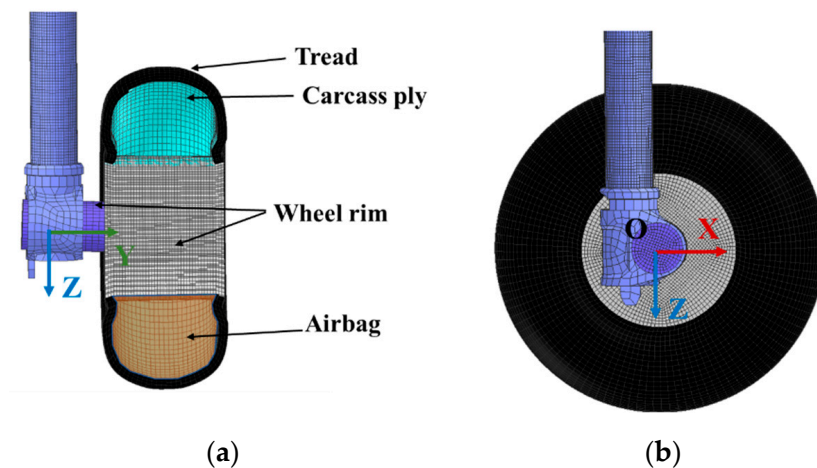 Tread
Carcass ply
Wheel rim
Y
Z
Airbag
O
X
Z
(a)
(b)